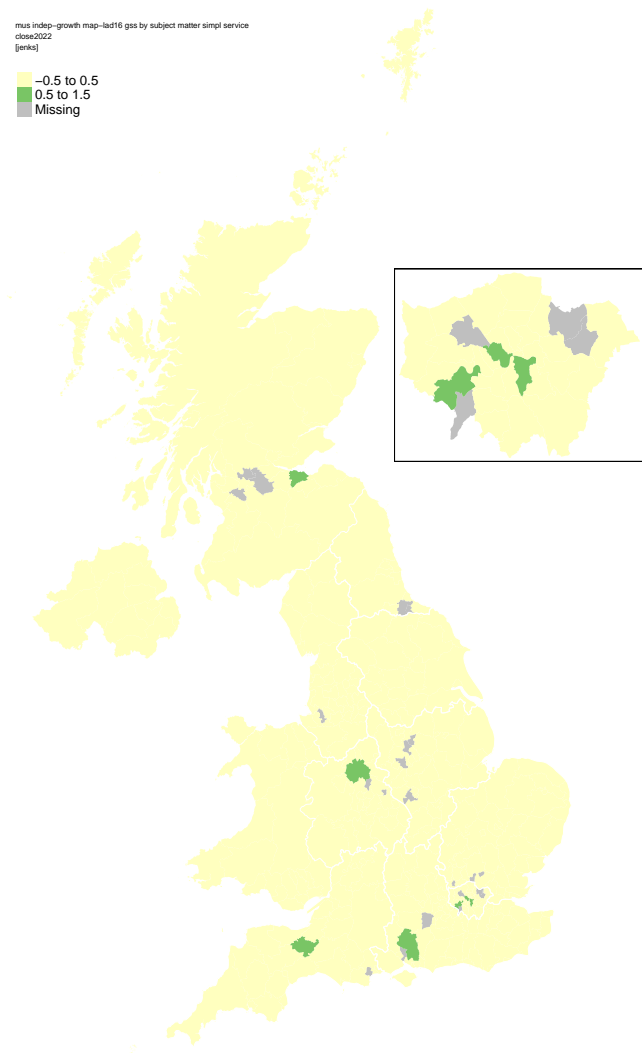 mus indep−growth map−lad16 gss by subject matter simpl service
close2022
[jenks]
−0.5 to 0.5
0.5 to 1.5
Missing